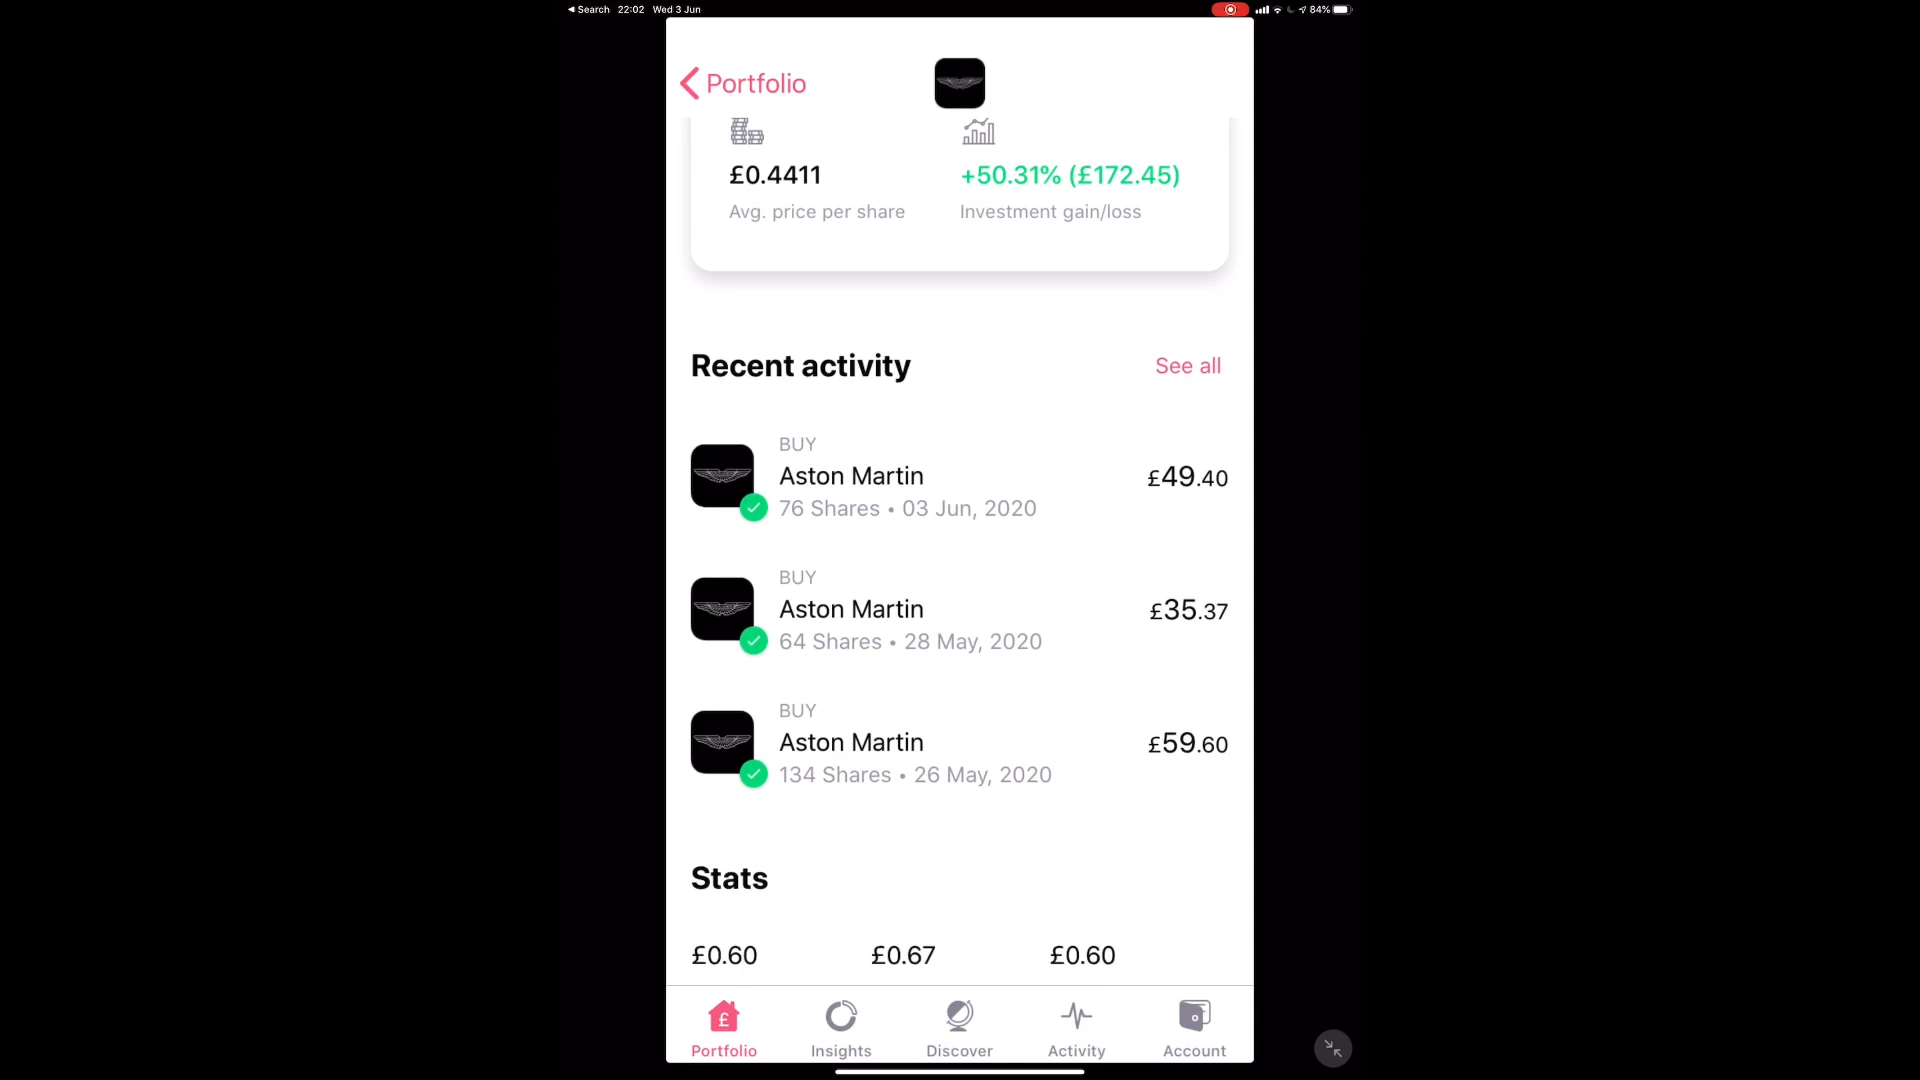 Search 22:02 Wed 3 Jun 84%
Portfolio
£0.4411 +50.31% (£172.45)
Avg. price per share Investment gain/loss
Recent activity See all
BUY
Aston Martin £49.40
76 Shares • 03 Jun, 2020
BUY
Aston Martin £35.37
64 Shares • 28 May, 2020
BUY
Aston Martin £59.60
134 Shares • 26 May, 2020
Stats
£0.60 £0.67 £0.60
Portfolio Insights Discover Activity Account